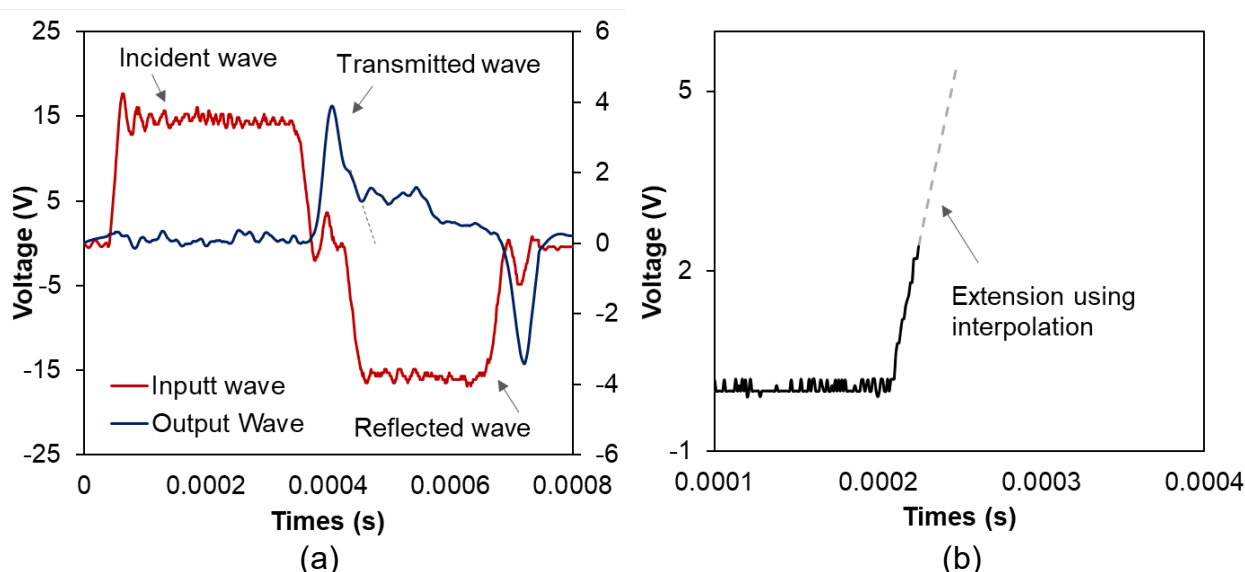 25
15
5
-5
-15
-25
Voltage (V)
6
4
2
0
-2
-4
-6
Incident wave
Transmitted wave
Inputt wave
Output Wave
Reflected wave
0
0.0002
0.0004
0.0006
0.0008
Times (s)
(a)
5
2
-1
Voltage (V)
Extension using
interpolation
0.0001
0.0002
0.0003
0.0004
Times (s)
(b)